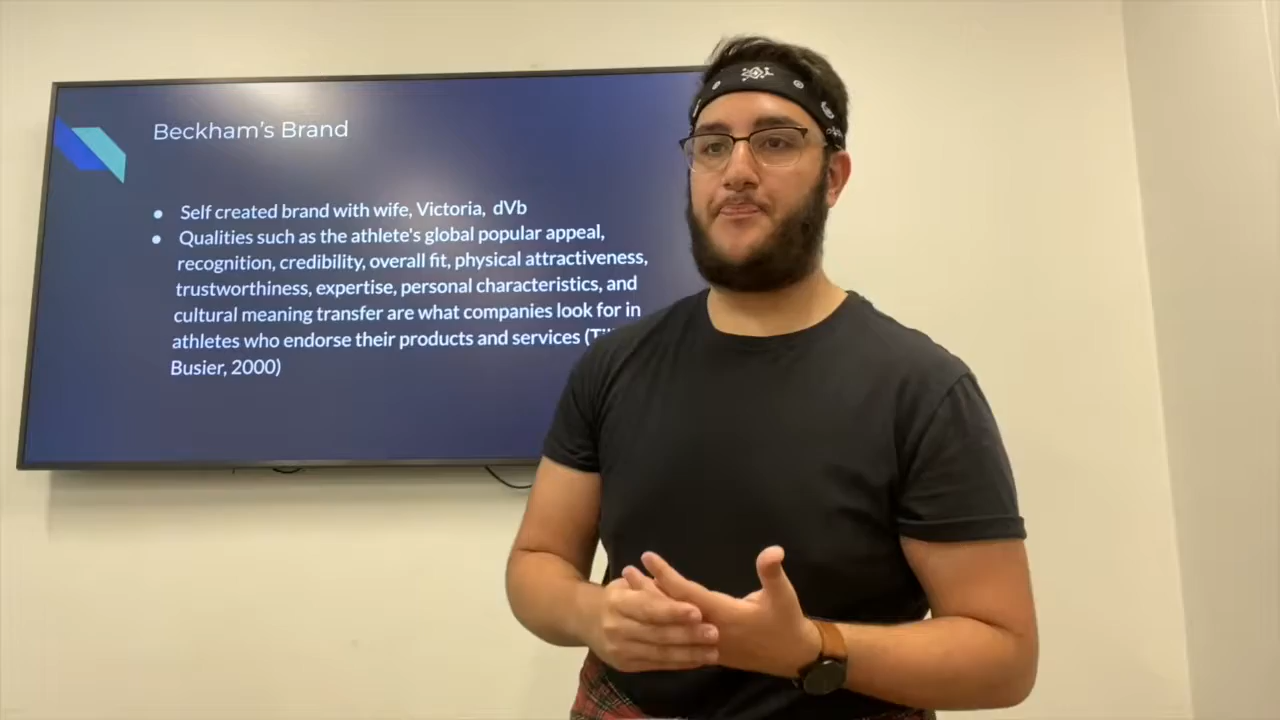 Beckham's Brand
● Self created brand with wife, Victoria, dVb
● Qualities such as the athlete's global popular appeal,
recognition, credibility, overall fit, physical attractiveness,
trustworthiness, expertise, personal characteristics, and
cultural meaning transfer are what companies look for in
athletes who endorse their products and services (
Busier, 2000)